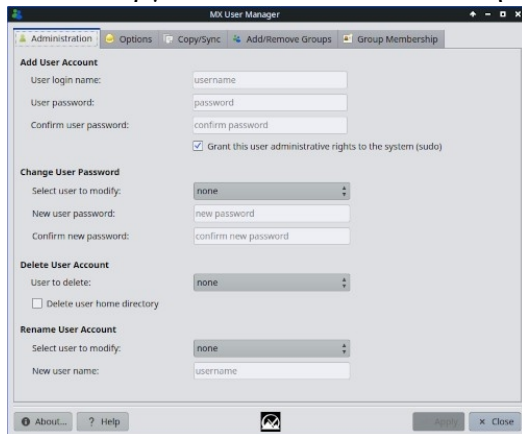 MX User Manager
Administration Options Copy/Sync Add/Remove Groups Group Membership
Add User Account
User login name: username
User password: password
Confirm user password: confirm password
Grant this user administrative rights to the system (sudo)
Change User Password
Select user to modify: none
New user password: new password
Confirm new password: confirm new password
Delete User Account
User to delete: none
Delete user home directory
Rename User Account
Select user to modify: none
New user name: username
About... ? Help Apply × Close